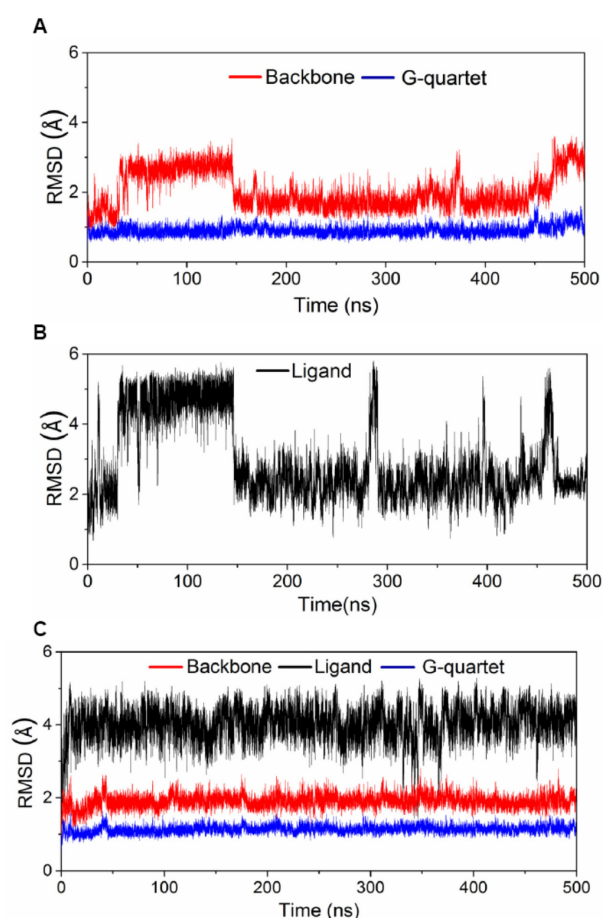 A
Backbone G-quartet
6
4
2
0
RMSD (Å)
0 100 200 300 400 500
Time (ns)
B
Ligand
6
4
2
0
RMSD (Å)
0 100 200 300 400 500
Time(ns)
C
Backbone Ligand G-quartet
6
4
2
0
RMSD (Å)
0 100 200 300 400 500
Time (ns)